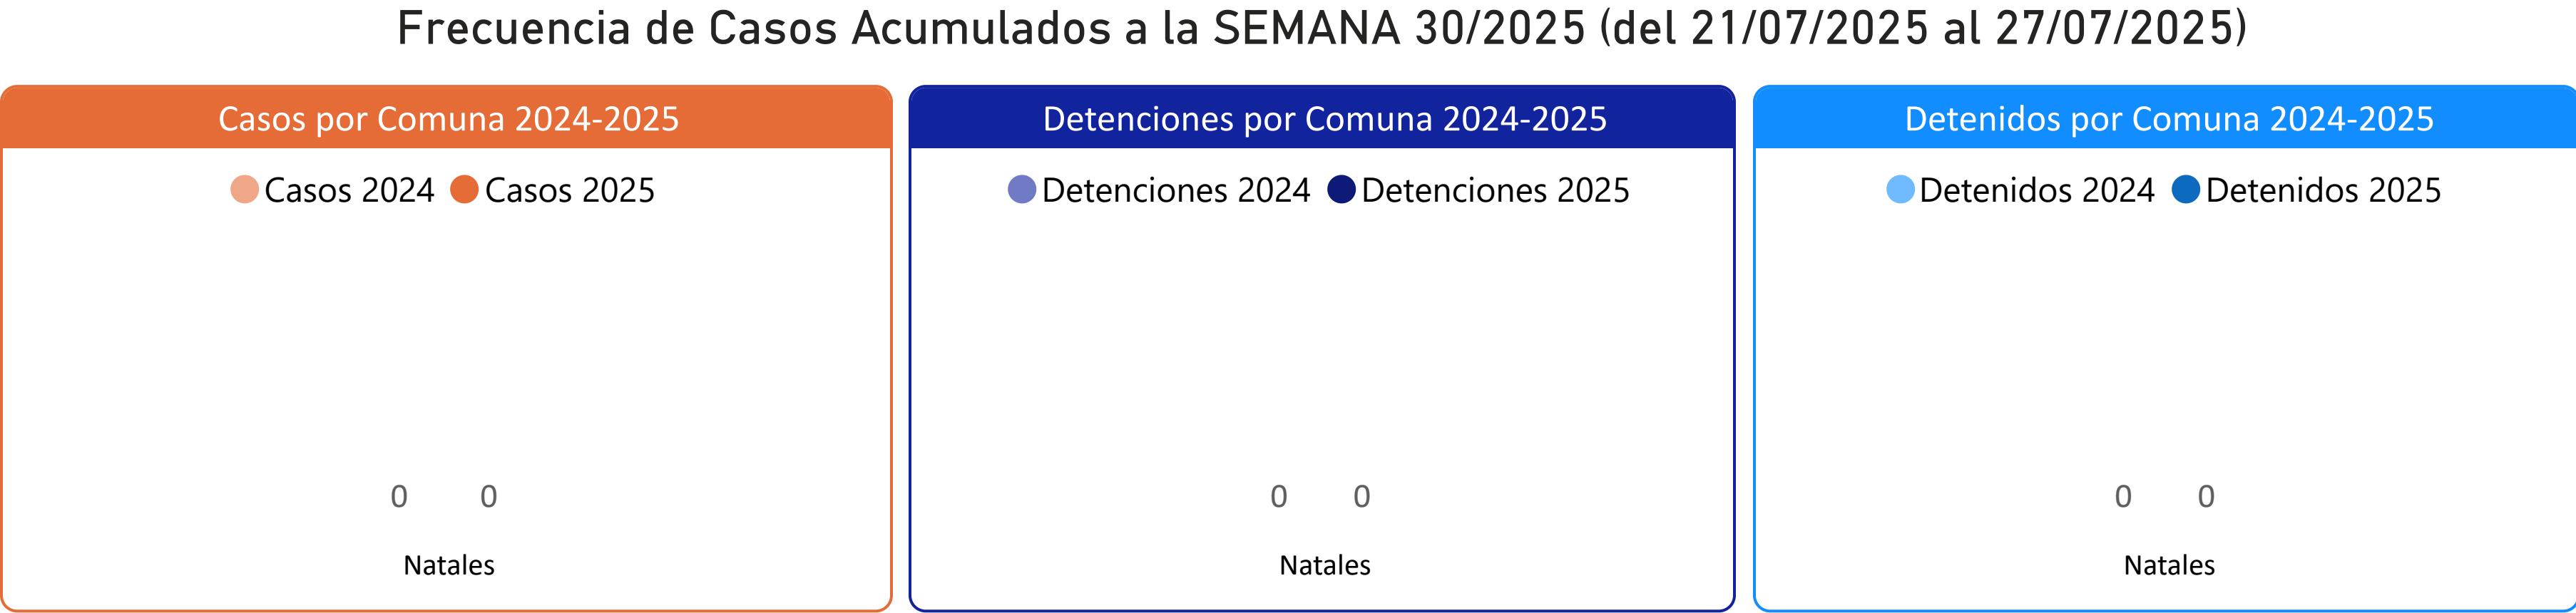 Frecuencia de Casos Acumulados a la SEMANA 30/2025 (del 21/07/2025 al 27/07/2025)
Casos por Comuna 2024-2025
Casos 2024 Casos 2025
0 0
Natales
Detenciones por Comuna 2024-2025
Detenciones 2024 Detenciones 2025
0 0
Natales
Detenidos por Comuna 2024-2025
Detenidos 2024 Detenidos 2025
0 0
Natales